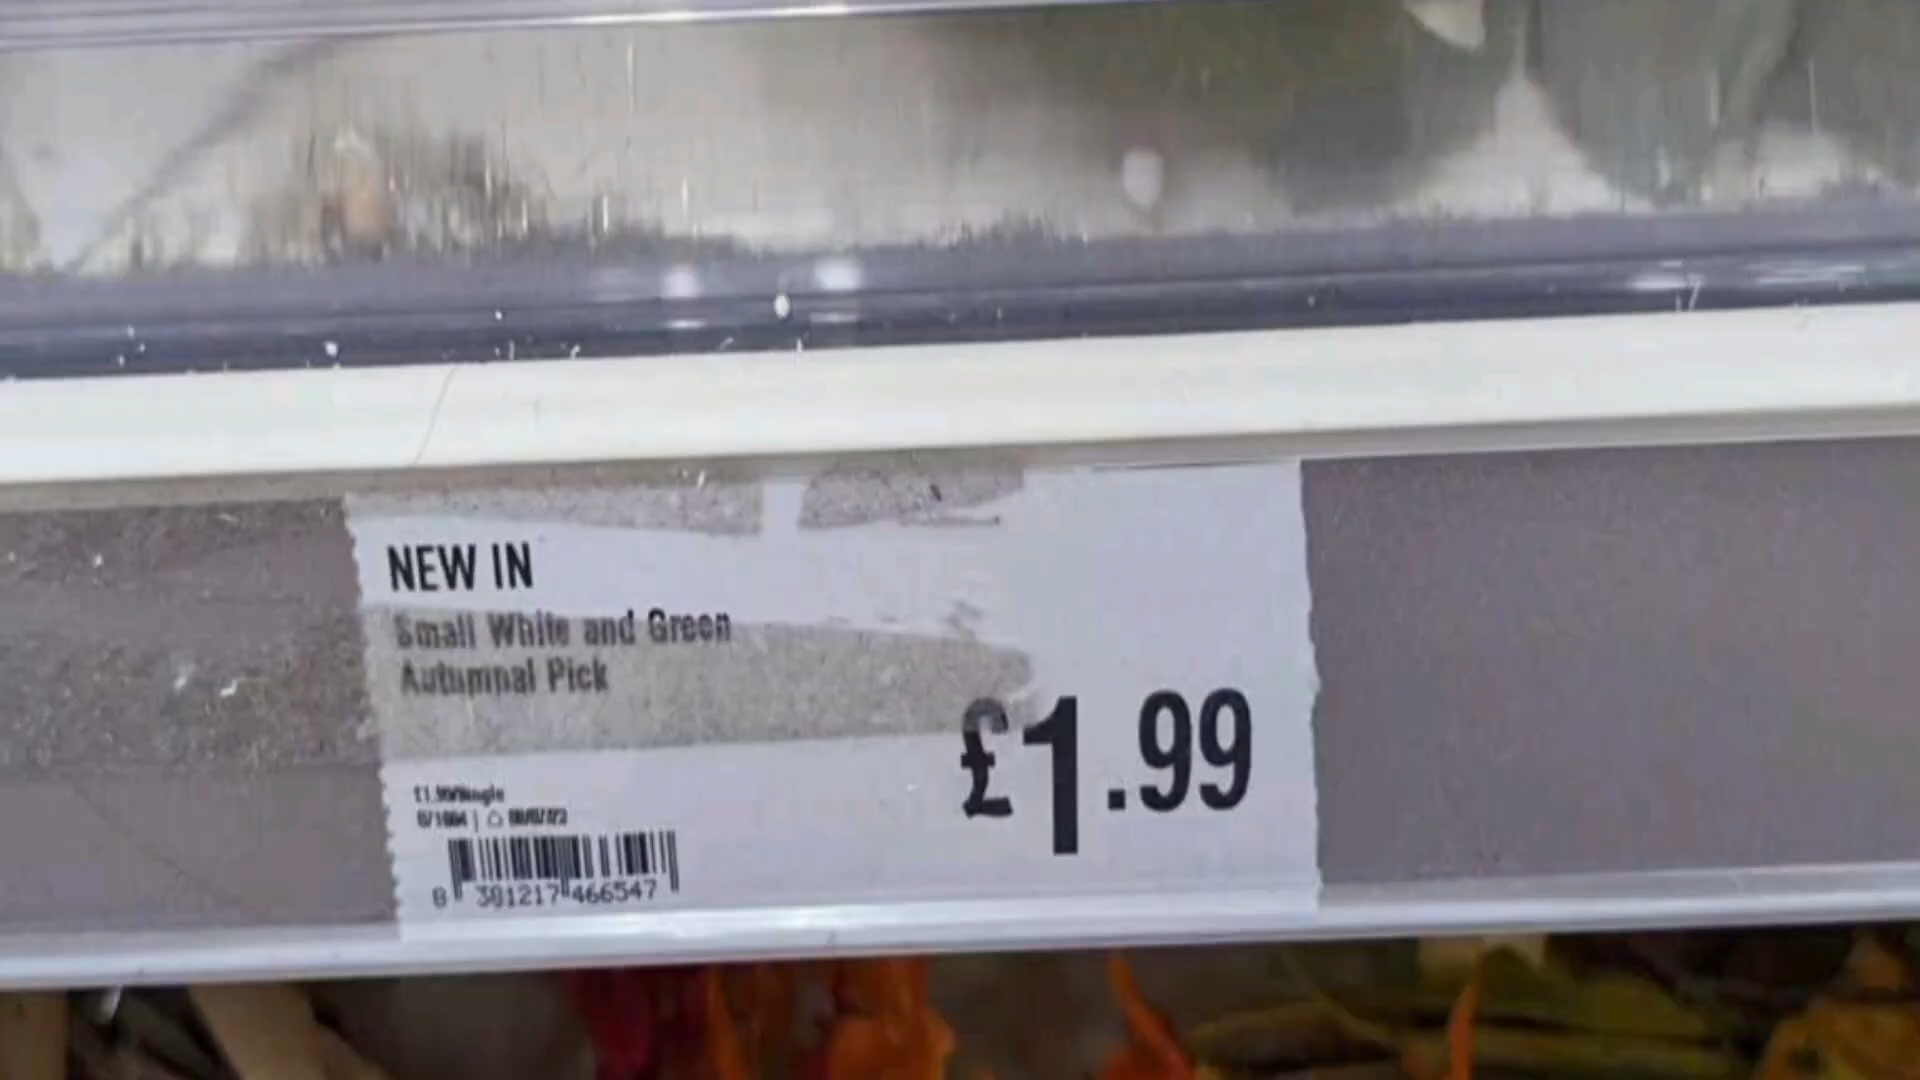 NEW IN
Small White and Green
Autumnal Pick
£1.99
8 381217 466547